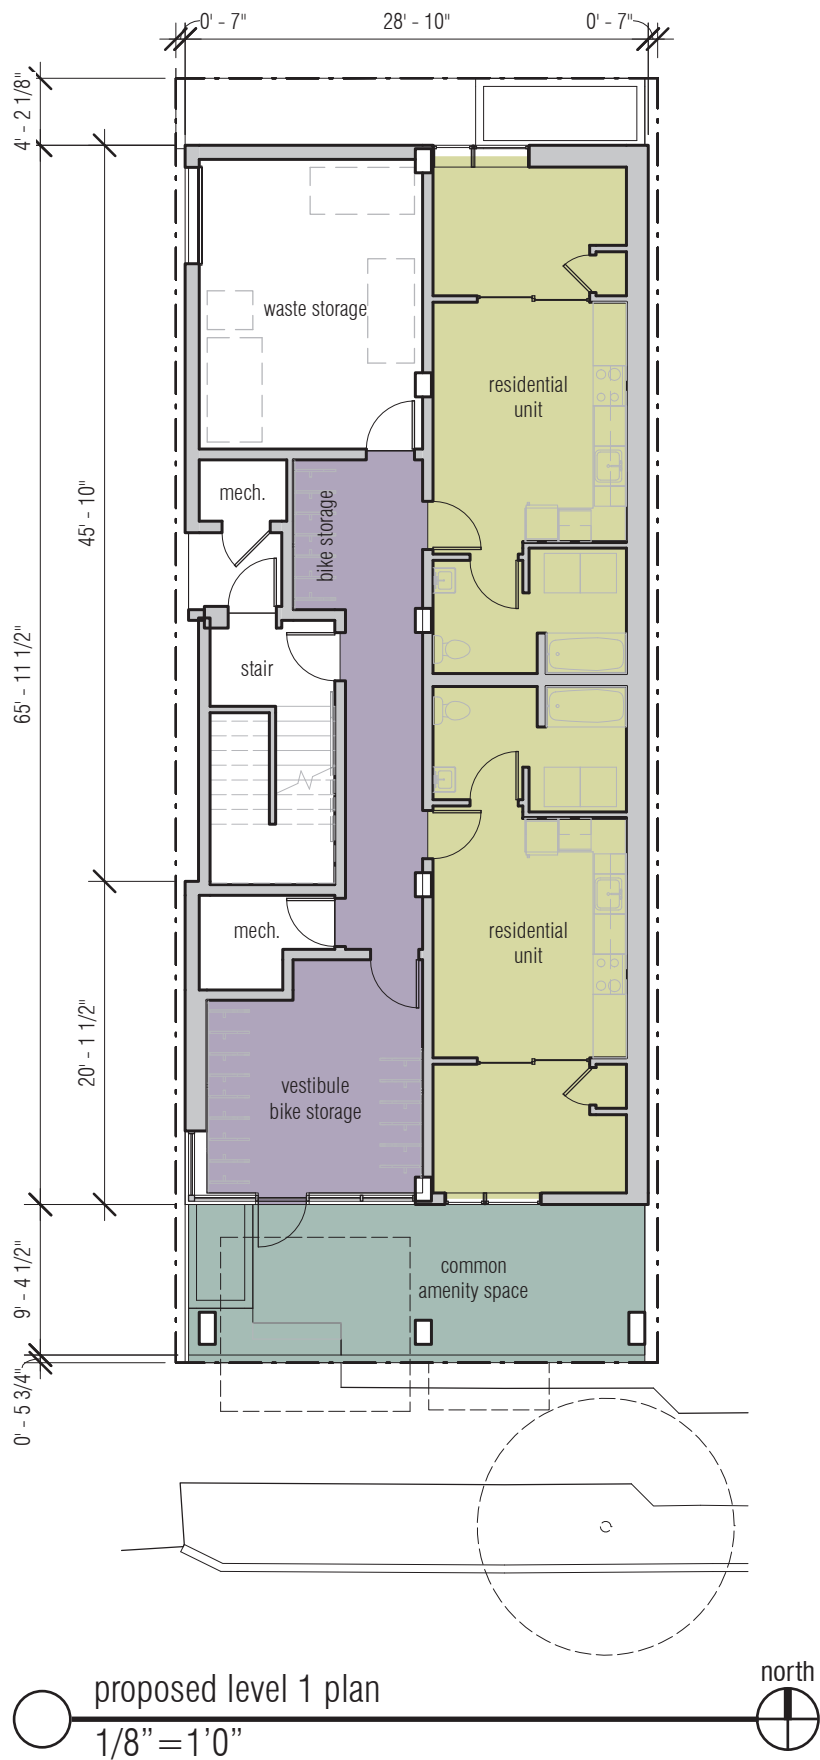 0' - 7"
28' - 10"
0' - 7"
4' - 2 1/8"
waste storage
residential
unit
mech.
bike storage
45' - 10"
stair
65' - 11 1/2"
mech.
residential
unit
20' - 1 1/2"
vestibule
bike storage
common
amenity space
9' - 4 1/2"
0' - 5 3/4"
north
proposed level 1 plan
1/8”=1’0”